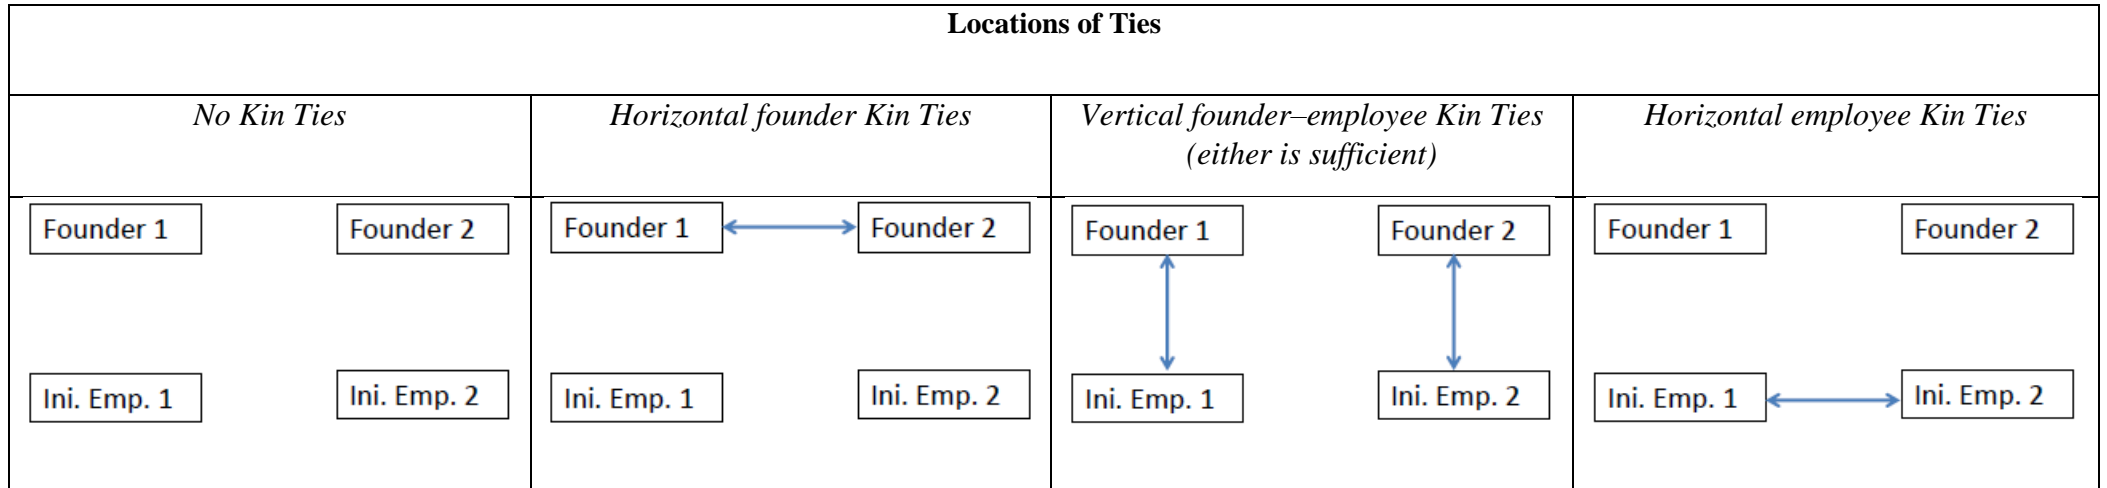 Locations of Ties
No Kin Ties
Horizontal founder Kin Ties
Vertical founder–employee Kin Ties
(either is sufficient)
Horizontal employee Kin Ties
Founder 1
Founder 2
Ini. Emp. 1
Ini. Emp. 2
Founder 1
Founder 2
Ini. Emp. 1
Ini. Emp. 2
Founder 1
Founder 2
Ini. Emp. 1
Ini. Emp. 2
Founder 1
Founder 2
Ini. Emp. 1
Ini. Emp. 2